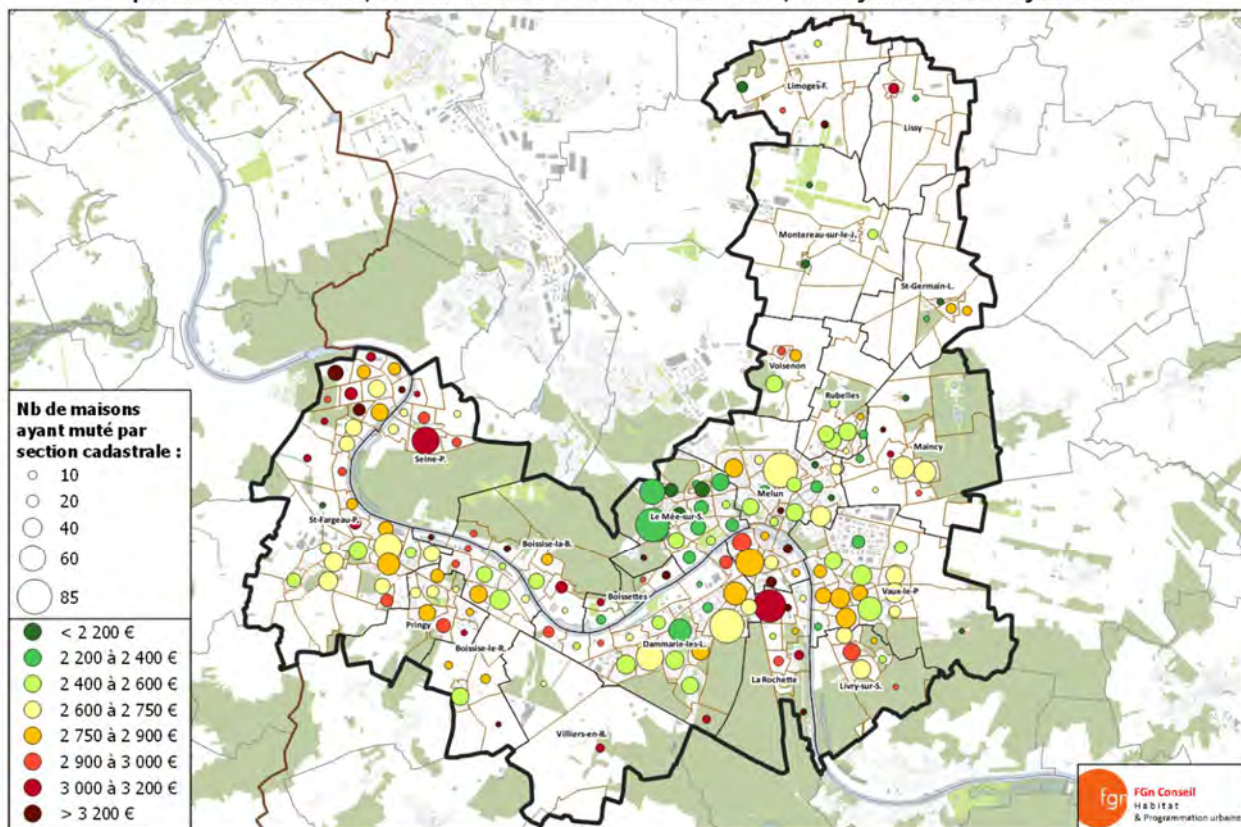 Limoges-F.
Lissy
Montereau-sur-le-J.
St-Germain-L.
Voisenon
Rubelles
Maincy
Seine-P.
Melun
Le Mée-sur-S.
St-Fargeau-P.
Boissise-la-B.
Boissettes
Vaux-le-P
Pringy
Dammarie-les-L.
Boissise-le-R.
La Rochette
Livry-sur-S.
Villiers-en-B.
Nb de maisons
ayant muté par
section cadastrale :
10
20
40
60
85
< 2 200 €
2 200 à 2 400 €
2 400 à 2 600 €
2 600 à 2 750 €
2 750 à 2 900 €
2 900 à 3 000 €
3 000 à 3 200 €
> 3 200 €
fgn
FGn Conseil
Habitat
& Programmation urbaine